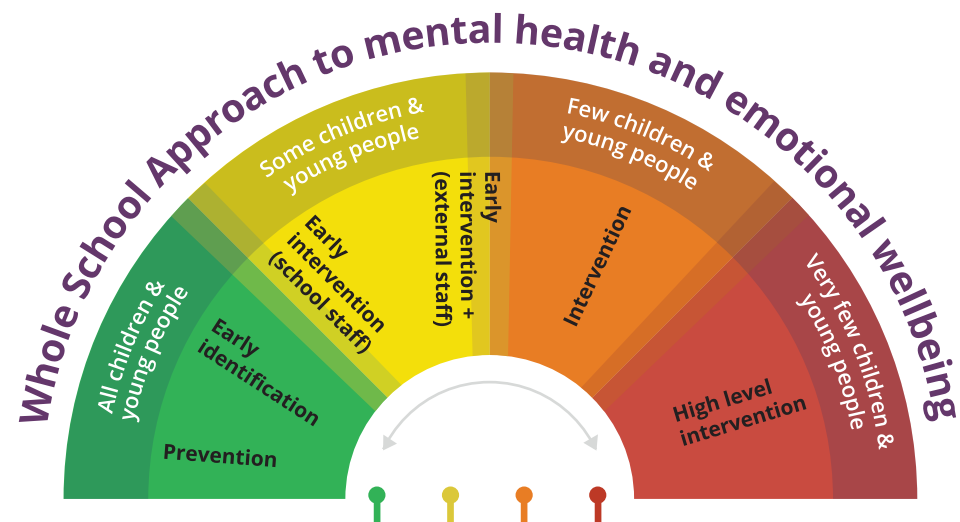 Whole School Approach to mental health and emotional wellbeing
All children &
young people
Prevention
Early
identification
Some children &
young people
Early
intervention
(school staff)
Early
intervention +
(external staff)
Few children &
young people
Intervention
Very few children &
young people
High level
intervention